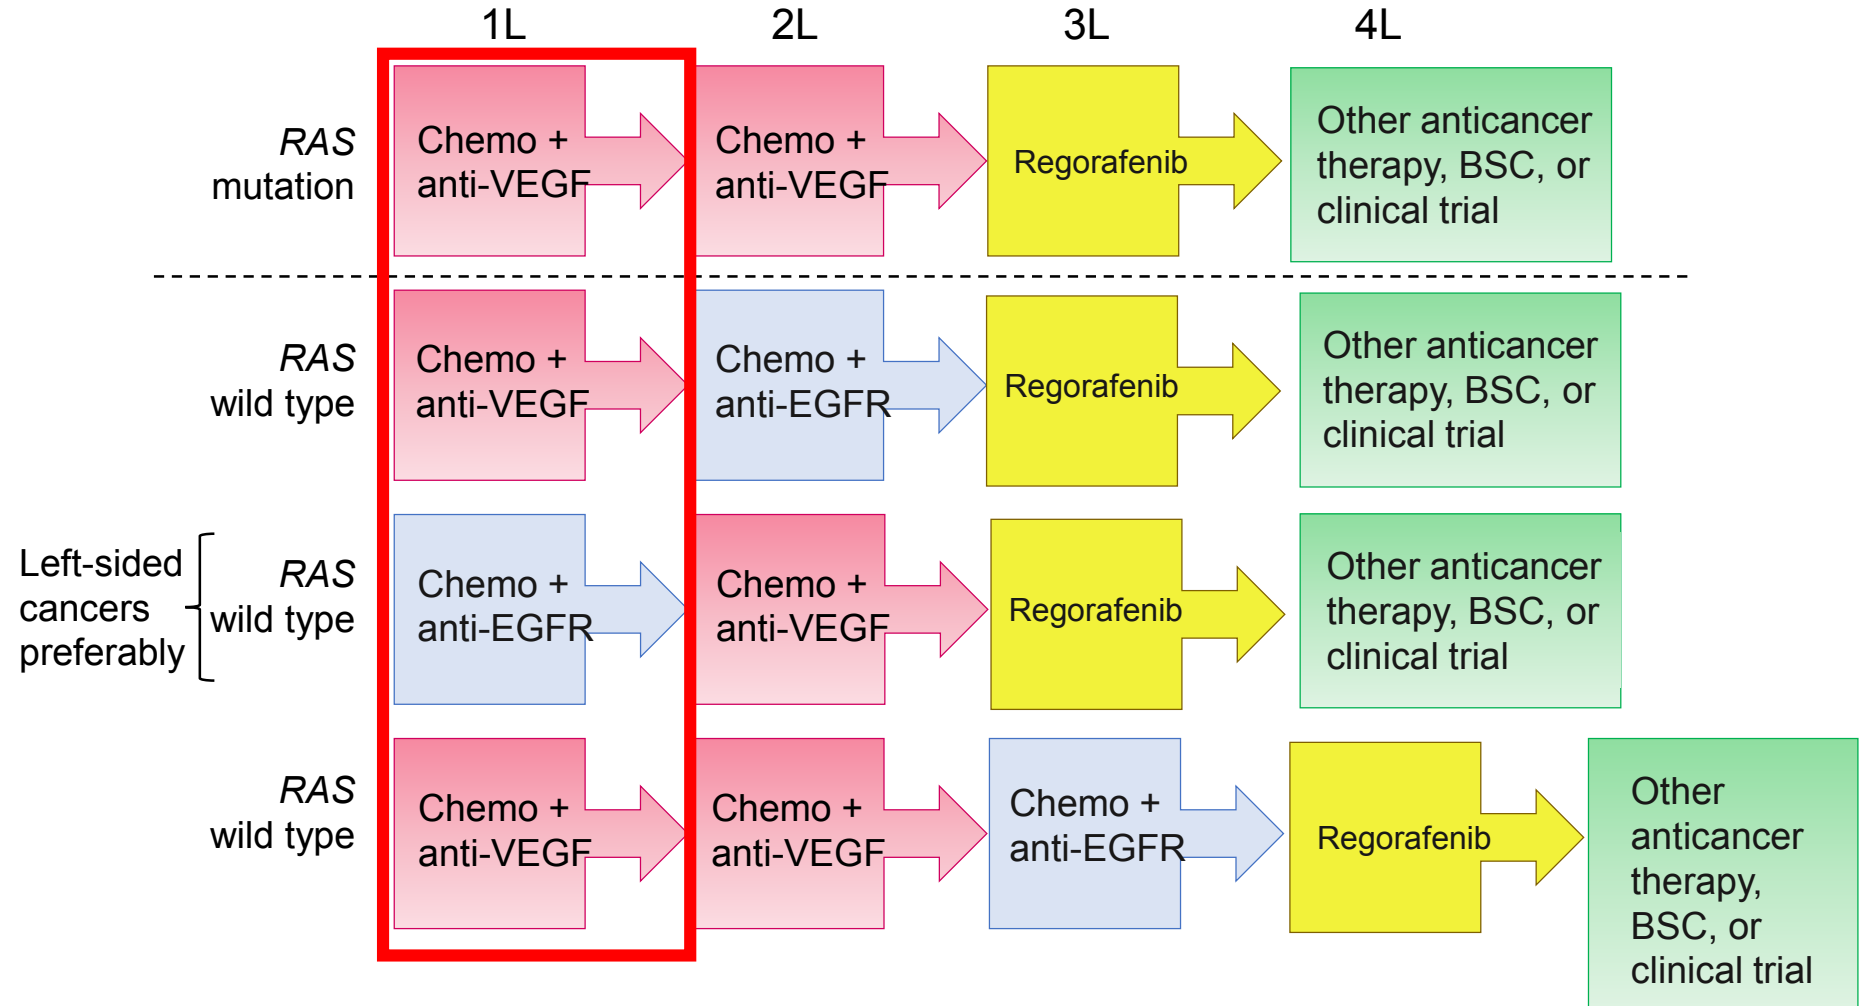 1L
2L
3L
4L
RAS
mutation
Chemo +
anti-VEGF
Chemo +
anti-VEGF
Regorafenib
Other anticancer
therapy, BSC, or
clinical trial
RAS
wild type
Chemo +
anti-VEGF
Chemo +
anti-EGFR
Regorafenib
Other anticancer
therapy, BSC, or
clinical trial
Left-sided
cancers
preferably
RAS
wild type
Chemo +
anti-EGFR
Chemo +
anti-VEGF
Regorafenib
Other anticancer
therapy, BSC, or
clinical trial
RAS
wild type
Chemo +
anti-VEGF
Chemo +
anti-VEGF
Chemo +
anti-EGFR
Regorafenib
Other
anticancer
therapy,
BSC, or
clinical trial